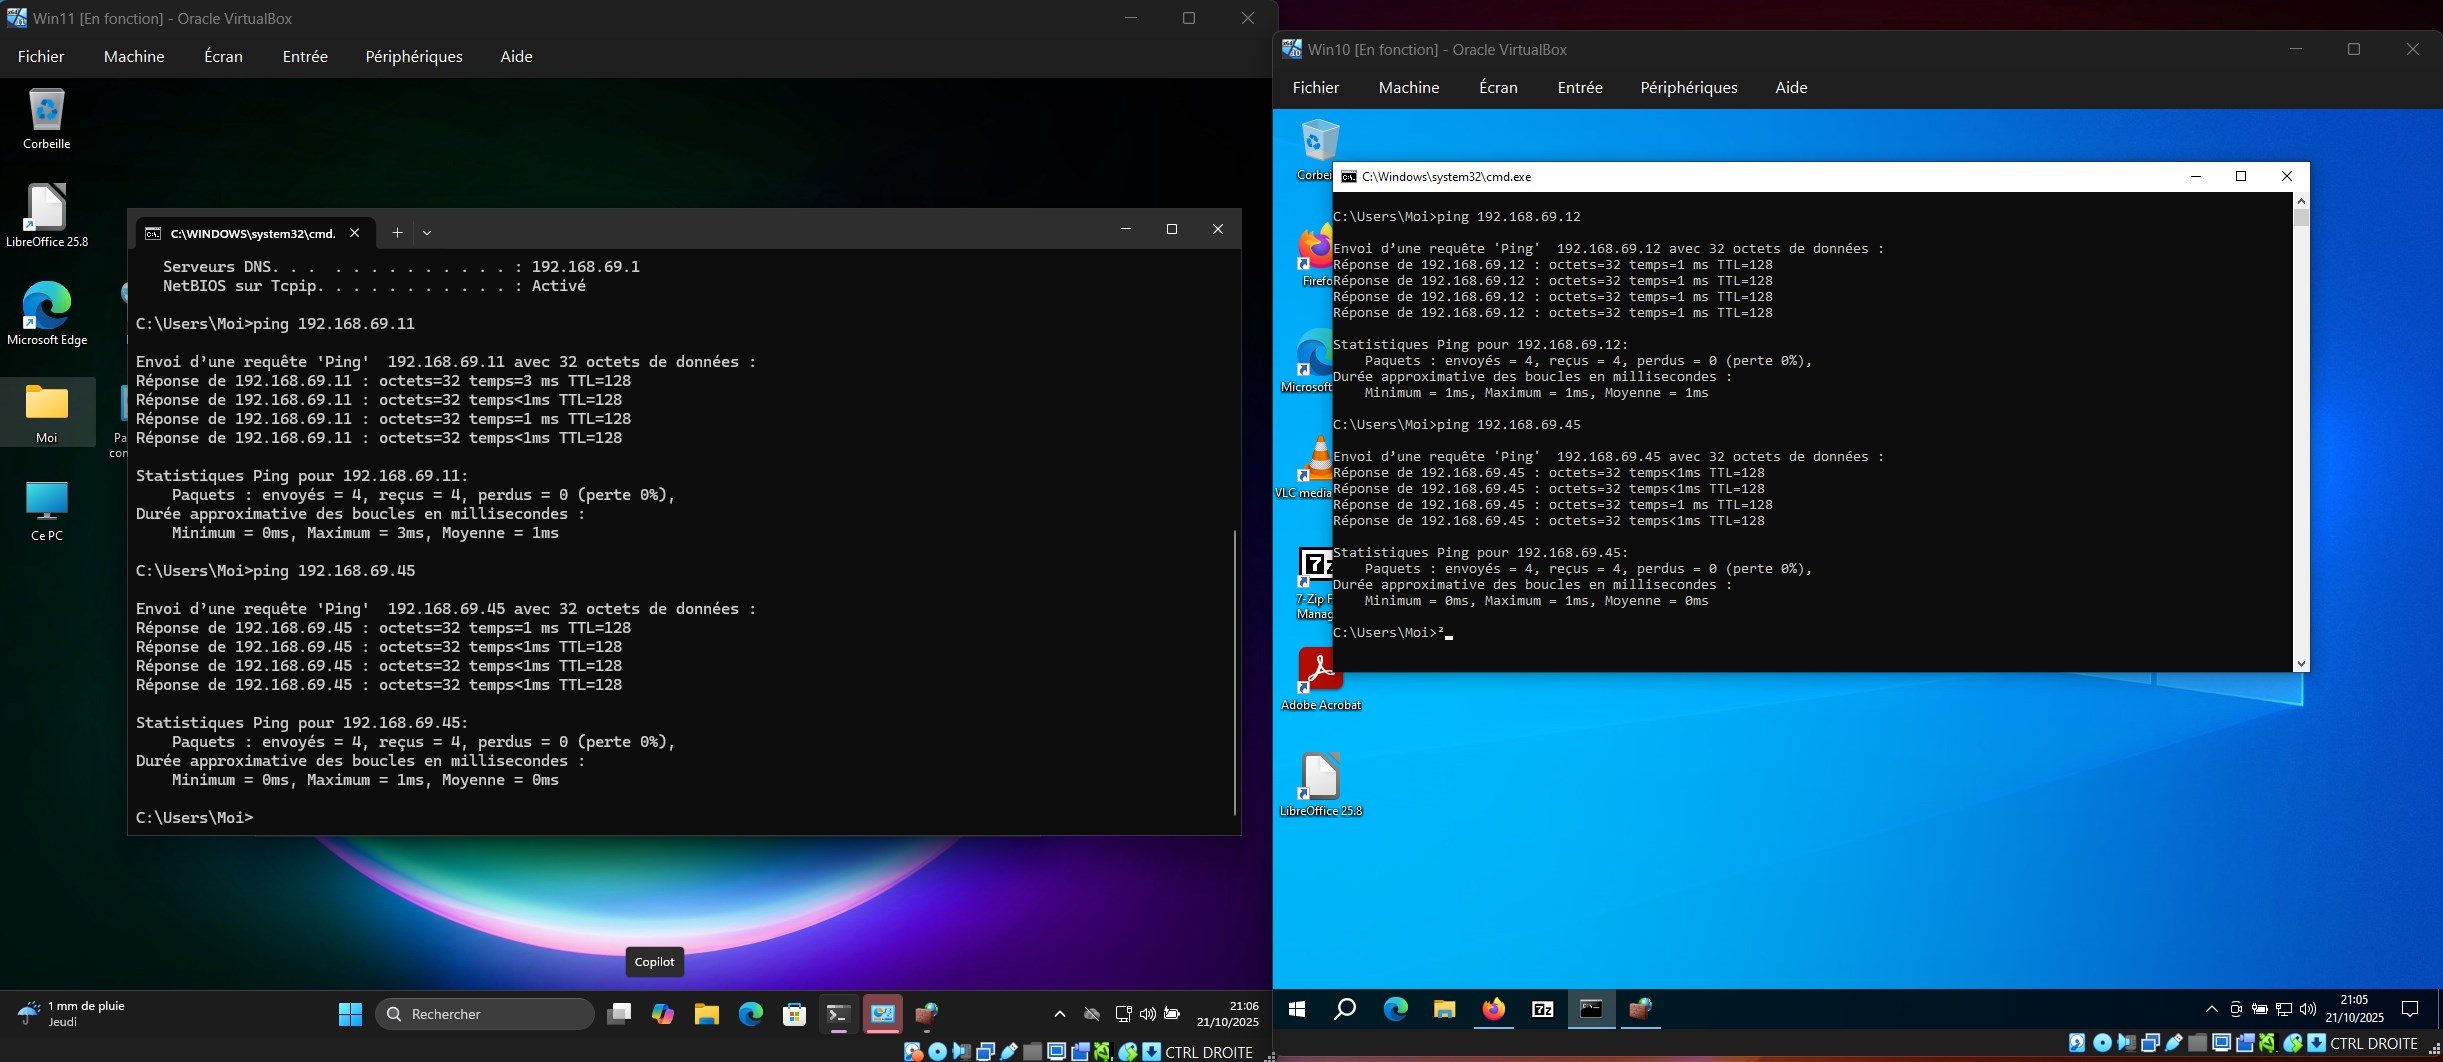 Win11 [En fonction] - Oracle VirtualBox
Fichier Machine Écran Entrée Périphériques Aide
Corbeille
LibreOffice 25.8
Microsoft Edge
Moi
Ce PC
C:\WINDOWS\system32\cmd.
Serveurs DNS. . .  . . . . . . . . . . . : 192.168.69.1
NetBIOS sur Tcpip. . . . . . . . . . . : Activé
C:\Users\Moi>ping 192.168.69.11
Envoi d’une requête 'Ping'  192.168.69.11 avec 32 octets de données :
Réponse de 192.168.69.11 : octets=32 temps=3 ms TTL=128
Réponse de 192.168.69.11 : octets=32 temps<1ms TTL=128
Réponse de 192.168.69.11 : octets=32 temps=1 ms TTL=128
Réponse de 192.168.69.11 : octets=32 temps<1ms TTL=128
Statistiques Ping pour 192.168.69.11:
Paquets : envoyés = 4, reçus = 4, perdus = 0 (perte 0%),
Durée approximative des boucles en millisecondes :
Minimum = 0ms, Maximum = 3ms, Moyenne = 1ms
C:\Users\Moi>ping 192.168.69.45
Envoi d’une requête 'Ping'  192.168.69.45 avec 32 octets de données :
Réponse de 192.168.69.45 : octets=32 temps=1 ms TTL=128
Réponse de 192.168.69.45 : octets=32 temps<1ms TTL=128
Réponse de 192.168.69.45 : octets=32 temps<1ms TTL=128
Réponse de 192.168.69.45 : octets=32 temps<1ms TTL=128
Statistiques Ping pour 192.168.69.45:
Paquets : envoyés = 4, reçus = 4, perdus = 0 (perte 0%),
Durée approximative des boucles en millisecondes :
Minimum = 0ms, Maximum = 1ms, Moyenne = 0ms
C:\Users\Moi>
Copilot
1 mm de pluie
Jeudi
Rechercher
21:06
21/10/2025
CTRL DROITE
Win10 [En fonction] - Oracle VirtualBox
Fichier Machine Écran Entrée Périphériques Aide
Corbei
Firefo
Microsoft
VLC media
7-Zip F
Manag
Adobe Acrobat
LibreOffice 25.8
C:\Windows\system32\cmd.exe
C:\Users\Moi>ping 192.168.69.12
Envoi d’une requête 'Ping'  192.168.69.12 avec 32 octets de données :
Réponse de 192.168.69.12 : octets=32 temps=1 ms TTL=128
Réponse de 192.168.69.12 : octets=32 temps=1 ms TTL=128
Réponse de 192.168.69.12 : octets=32 temps=1 ms TTL=128
Réponse de 192.168.69.12 : octets=32 temps=1 ms TTL=128
Statistiques Ping pour 192.168.69.12:
Paquets : envoyés = 4, reçus = 4, perdus = 0 (perte 0%),
Durée approximative des boucles en millisecondes :
Minimum = 1ms, Maximum = 1ms, Moyenne = 1ms
C:\Users\Moi>ping 192.168.69.45
Envoi d’une requête 'Ping'  192.168.69.45 avec 32 octets de données :
Réponse de 192.168.69.45 : octets=32 temps<1ms TTL=128
Réponse de 192.168.69.45 : octets=32 temps<1ms TTL=128
Réponse de 192.168.69.45 : octets=32 temps=1 ms TTL=128
Réponse de 192.168.69.45 : octets=32 temps<1ms TTL=128
Statistiques Ping pour 192.168.69.45:
Paquets : envoyés = 4, reçus = 4, perdus = 0 (perte 0%),
Durée approximative des boucles en millisecondes :
Minimum = 0ms, Maximum = 1ms, Moyenne = 0ms
C:\Users\Moi>²
21:05
21/10/2025
CTRL DROITE